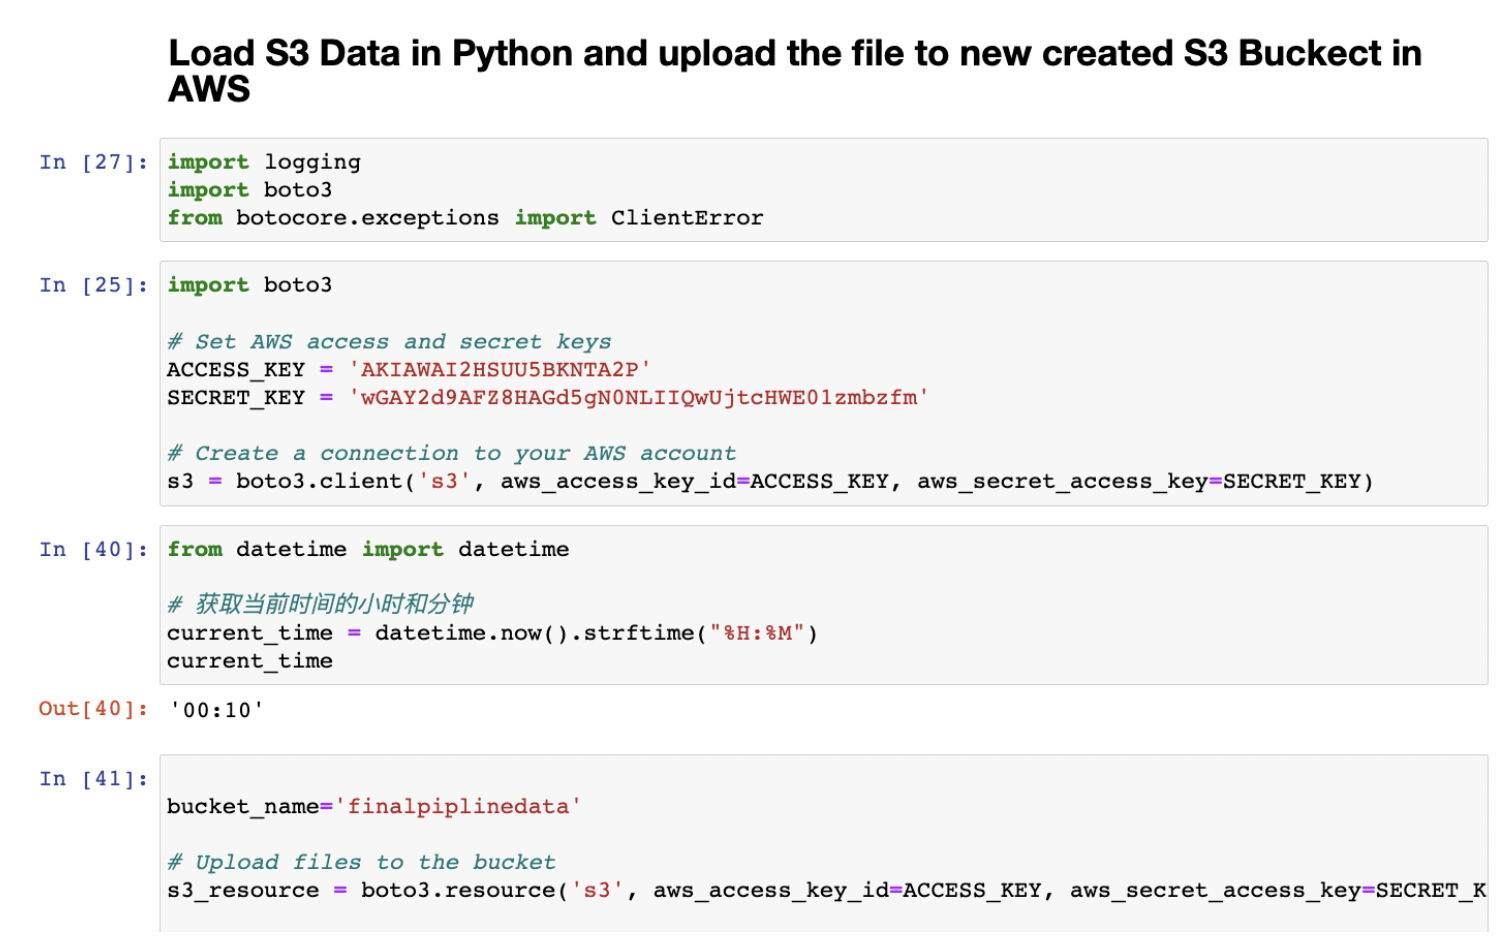 Load S3 Data in Python and upload the file to new created S3 Buckect in
AWS
In [27]:
import logging
import boto3
from botocore.exceptions import ClientError
In [25]:
import boto3
# Set AWS access and secret keys
ACCESS_KEY = 'AKIAWAI2HSUU5BKNTA2P'
SECRET_KEY = 'wGAY2d9AFZ8HAGd5gN0NLIIQwUjtcHWE01zmbzfm'
# Create a connection to your AWS account
s3 = boto3.client('s3', aws_access_key_id=ACCESS_KEY, aws_secret_access_key=SECRET_KEY)
In [40]:
from datetime import datetime
# 获取当前时间的小时和分钟
current_time = datetime.now().strftime("%H:%M")
current_time
Out[40]:
'00:10'
In [41]:
bucket_name='finalpiplinedata'
# Upload files to the bucket
s3_resource = boto3.resource('s3', aws_access_key_id=ACCESS_KEY, aws_secret_access_key=SECRET_K